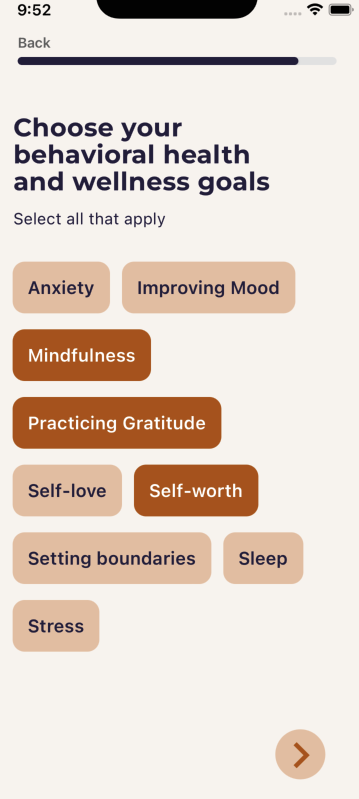 9:52
Back
Choose your
behavioral health
and wellness goals
Select all that apply
Anxiety Improving Mood
Mindfulness
Practicing Gratitude
Self-love Self-worth
Setting boundaries Sleep
Stress